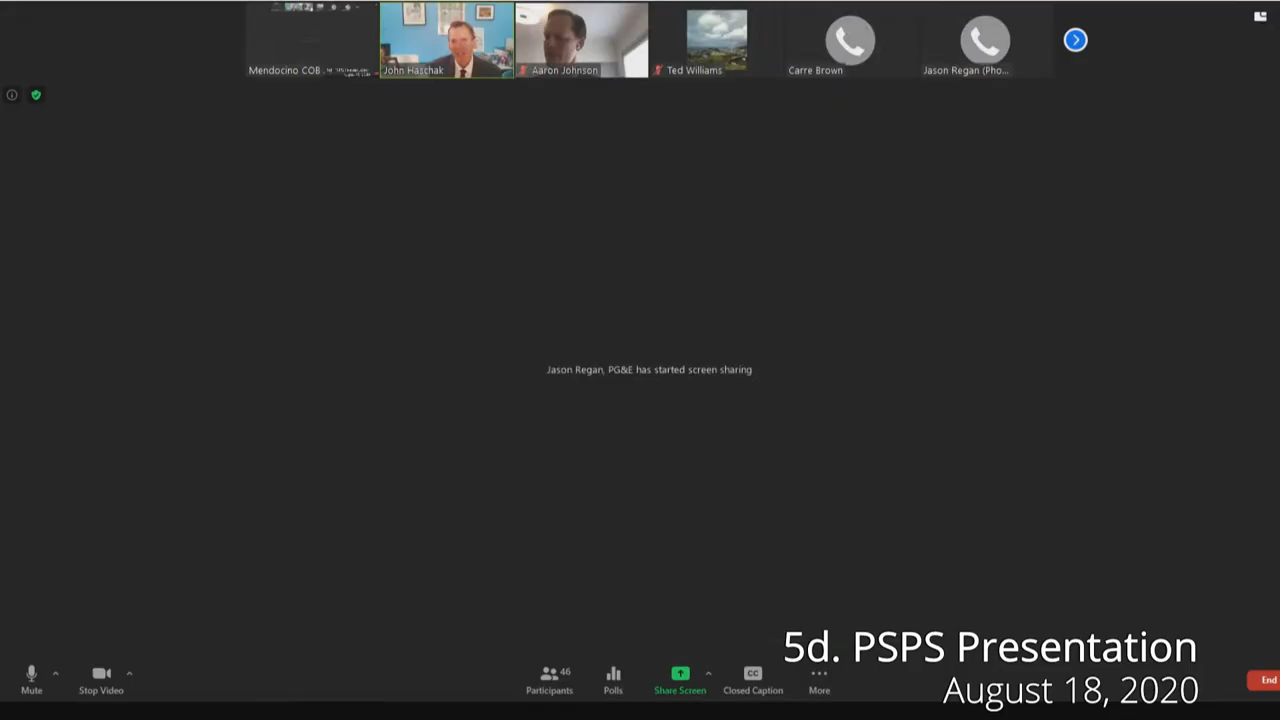 Mendocino COB
John Haschak
Aaron Johnson
Ted Williams
Carre Brown
Jason Regan (Pho...
Jason Regan, PG&E has started screen sharing
5d. PSPS Presentation
August 18, 2020
Mute
Stop Video
46
Participants
Polls
Share Screen
CC
Closed Caption
More
End